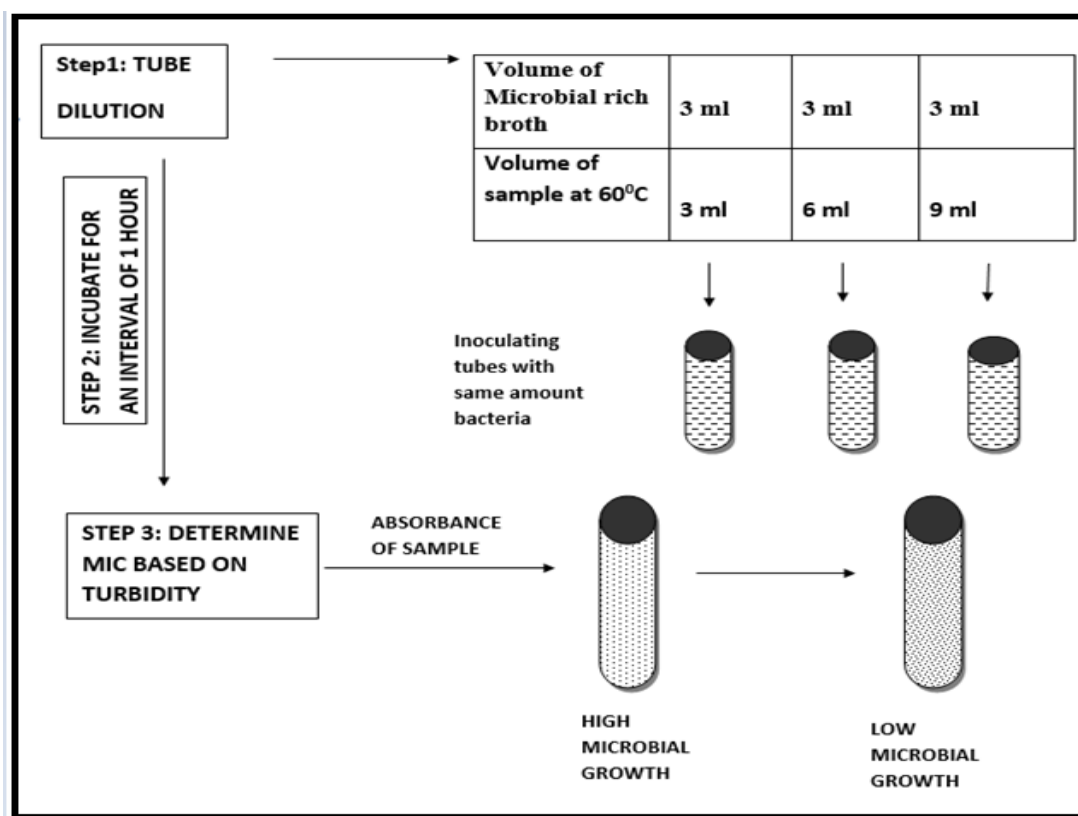 Step1: TUBE
DILUTION
Volume of
Microbial rich
broth
3 ml
3 ml
3 ml
Volume of
sample at 60⁰C
3 ml
6 ml
9 ml
STEP 2: INCUBATE FOR
AN INTERVAL OF 1 HOUR
Inoculating
tubes with
same amount
bacteria
STEP 3: DETERMINE
MIC BASED ON
TURBIDITY
ABSORBANCE
OF SAMPLE
HIGH
MICROBIAL
GROWTH
LOW
MICROBIAL
GROWTH